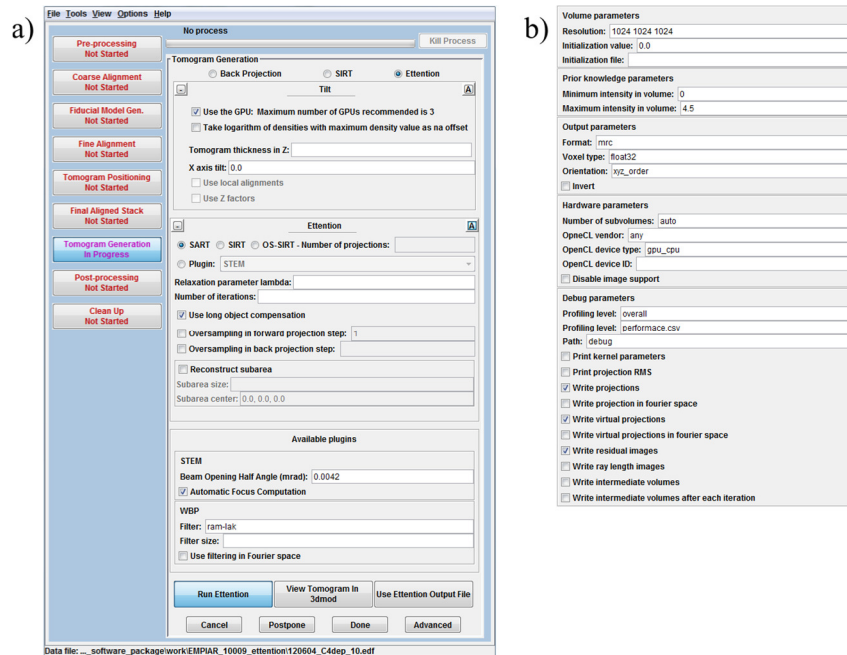 a)
File Tools View Options Help
No process
Kill Process
Pre-processing
Not Started
Coarse Alignment
Not Started
Fiducial Model Gen.
Not Started
Fine Alignment
Not Started
Tomogram Positioning
Not Started
Final Aligned Stack
Not Started
Tomogram Generation
In Progress
Post-processing
Not Started
Clean Up
Not Started
Tomogram Generation
Back Projection SIRT Ettention
- Tilt A
Use the GPU: Maximum number of GPUs recommended is 3
Take logarithm of densities with maximum density value as na offset
Tomogram thickness in Z:
X axis tilt: 0.0
Use local alignments
Use Z factors
- Ettention A
SART SIRT OS-SIRT - Number of projections:
Plugin: STEM
Relaxation parameter lambda:
Number of iterations:
Use long object compensation
Oversampling in forward projection step: 1
Oversampling in back projection step:
Reconstruct subarea
Subarea size:
Subarea center: 0.0, 0.0, 0.0
Available plugins
STEM
Beam Opening Half Angle (mrad): 0.0042
Automatic Focus Computation
WBP
Filter: ram-lak
Filter size:
Use filtering in Fourier space
Run Ettention
View Tomogram In
3dmod
Use Ettention Output File
Cancel Postpone Done Advanced
Data file: ..._software_package\work\EMPIAR_10009_ettention\120604_C4dep_10.edf
b)
Volume parameters
Resolution: 1024 1024 1024
Initialization value: 0.0
Initialization file:
Prior knowledge parameters
Minimum intensity in volume: 0
Maximum intensity in volume: 4.5
Output parameters
Format: mrc
Voxel type: float32
Orientation: xyz_order
Invert
Hardware parameters
Number of subvolumes: auto
OpneCL vendor: any
OpenCL device type: gpu_cpu
OpenCL device ID:
Disable image support
Debug parameters
Profiling level: overall
Profiling level: performace.csv
Path: debug
Print kernel parameters
Print projection RMS
Write projections
Write projection in fourier space
Write virtual projections
Write virtual projections in fourier space
Write residual images
Write ray length images
Write intermediate volumes
Write intermediate volumes after each iteration